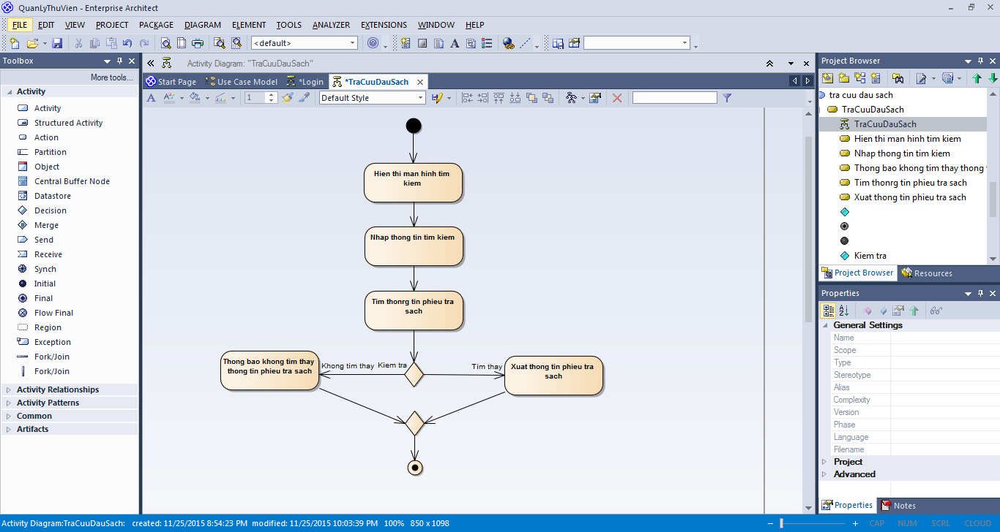 QuanLyThuVien - Enterprise Architect
FILE EDIT VIEW PROJECT PACKAGE DIAGRAM ELEMENT TOOLS ANALYZER EXTENSIONS WINDOW HELP
<default>
Toolbox
More tools...
Activity
Activity
Structured Activity
Action
Partition
Object
Central Buffer Node
Datastore
Decision
Merge
Send
Receive
Synch
Initial
Final
Flow Final
Region
Exception
Fork/Join
Fork/Join
Activity Relationships
Activity Patterns
Common
Artifacts
Activity Diagram: "TraCuuDauSach"
Start Page Use Case Model *Login *TraCuuDauSach
1 Default Style
Hien thi man hinh tim
kiem
Nhap thong tin tim kiem
Tim thonrg tin phieu tra
sach
Thong bao khong tim thay
thong tin phieu tra sach
Khong tim thay Kiem tra
Tim thay
Xuat thong tin phieu tra
sach
Project Browser
tra cuu dau sach
TraCuuDauSach
TraCuuDauSach
Hien thi man hinh tim kiem
Nhap thong tin tim kiem
Thong bao khong tim thay thong
Tim thonrg tin phieu tra sach
Xuat thong tin phieu tra sach
Kiem tra
Project Browser Resources
Properties
General Settings
Name
Scope
Type
Stereotype
Alias
Complexity
Version
Phase
Language
Filename
Project
Advanced
Properties Notes
Activity Diagram:TraCuuDauSach: created: 11/25/2015 8:54:23 PM modified: 11/25/2015 10:03:39 PM 100% 850 x 1098
CAP NUM SCRL CLOUD